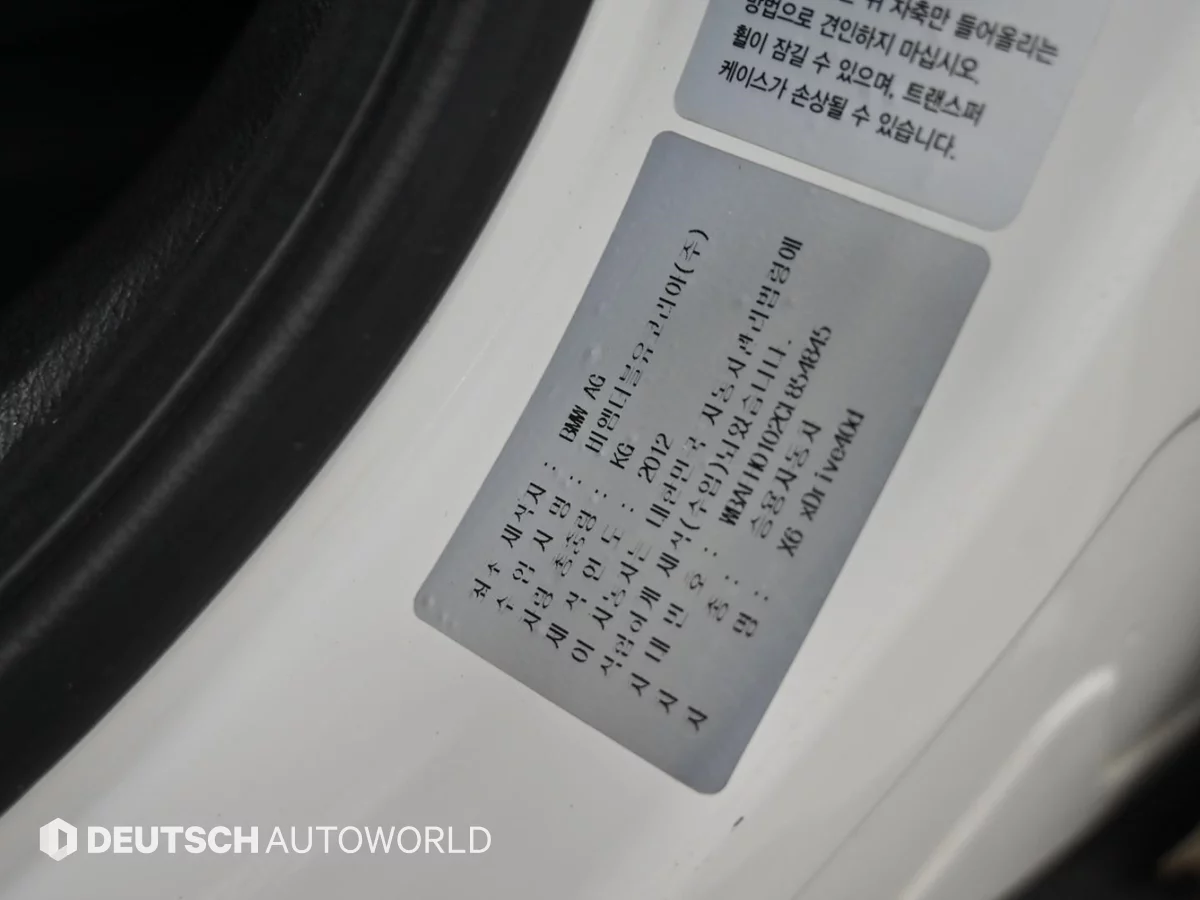 뒤 차축만 들어올리는
방법으로 견인하지 마십시오.
휠이 잠길 수 있으며, 트랜스퍼
케이스가 손상될 수 있습니다.
최수 제작자 : BMW AG
수 입 자 명 : 비엠더블유코리아(주)
차량 총중량 : KG
제 작 연 도 : 2012
이 자동차는 대한민국 자동차관리법령에
적합하게 제작(수입)되었습니다.
차 대 번 호 : WBAFH0102CL854845
차 종 : 승용자동차
차 명 : X6 xDrive40d
DEUTSCH AUTOWORLD